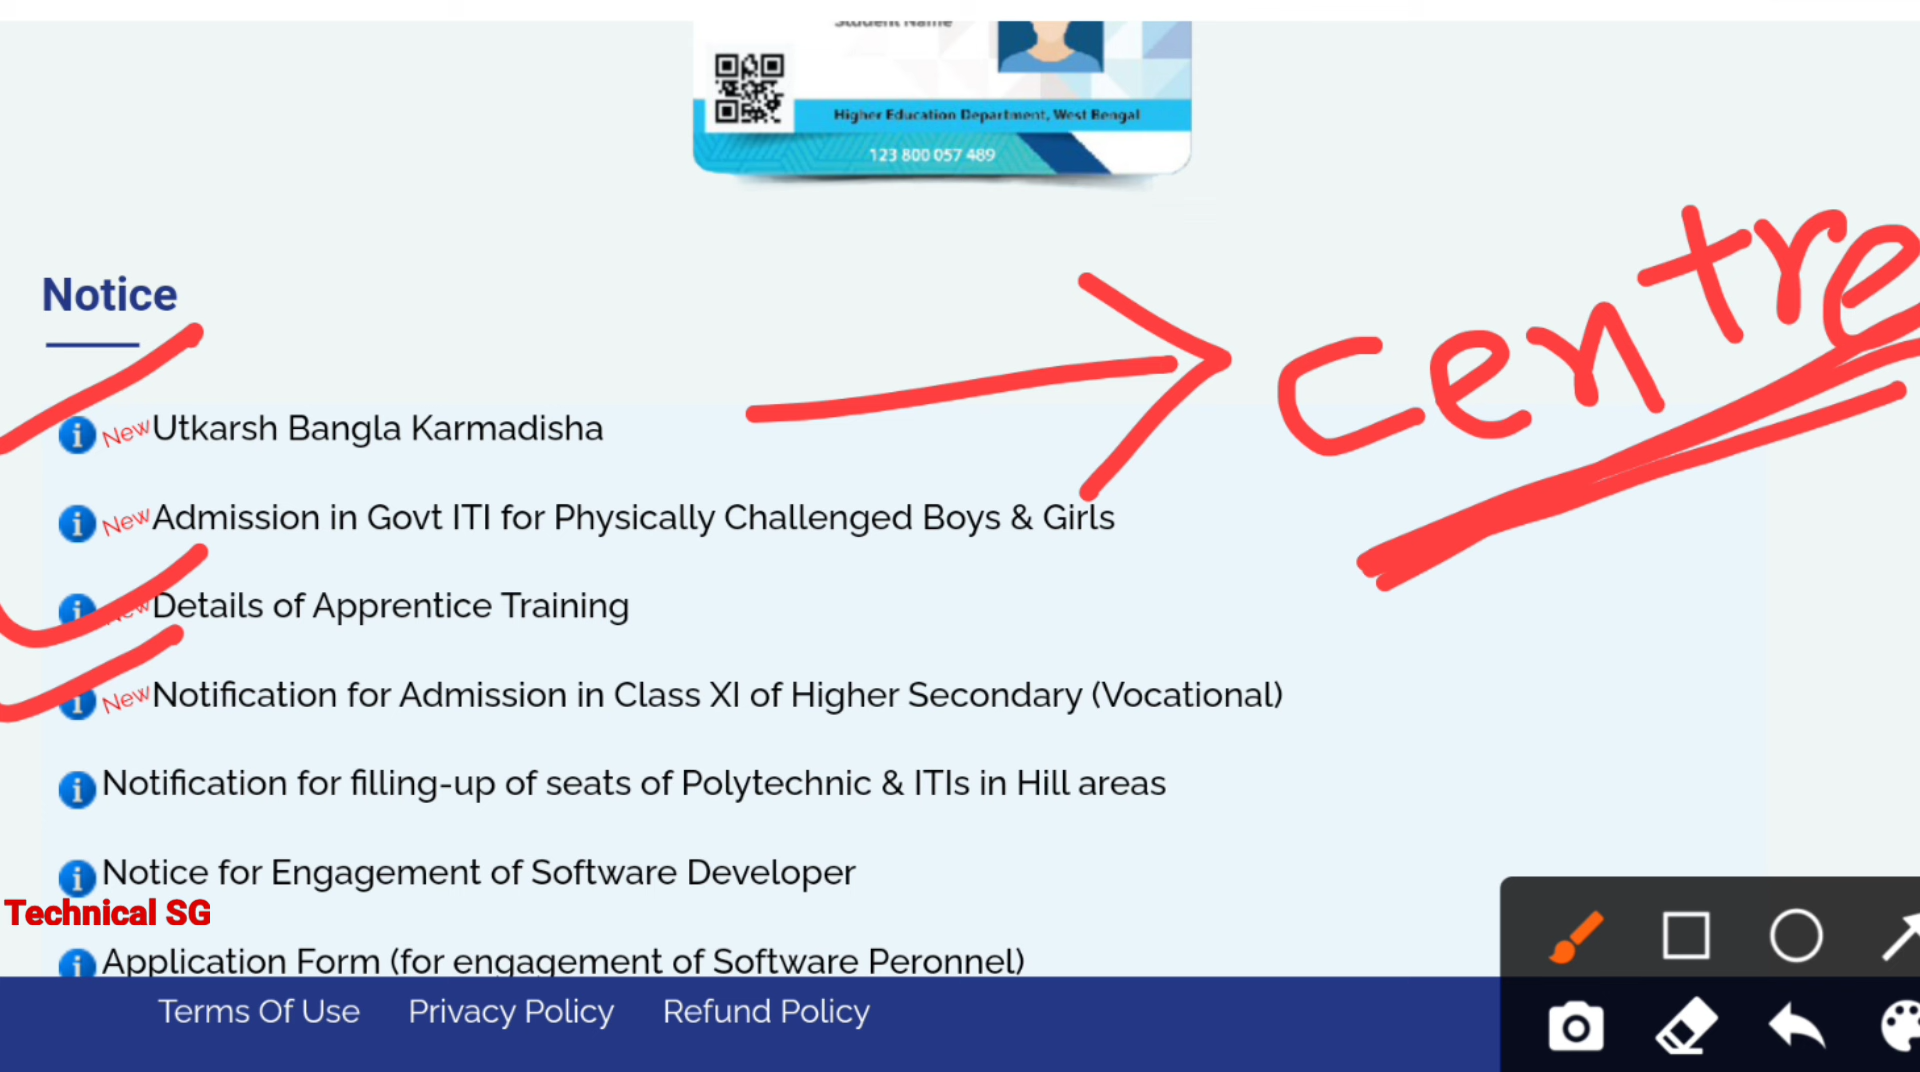 Student Name
Higher Education Department, West Bengal
123 800 057 489
Notice
centre
New Utkarsh Bangla Karmadisha
New Admission in Govt ITI for Physically Challenged Boys & Girls
New Details of Apprentice Training
New Notification for Admission in Class XI of Higher Secondary (Vocational)
Notification for filling-up of seats of Polytechnic & ITIs in Hill areas
Notice for Engagement of Software Developer
Technical SG
Application Form (for engagement of Software Peronnel)
Terms Of Use Privacy Policy Refund Policy